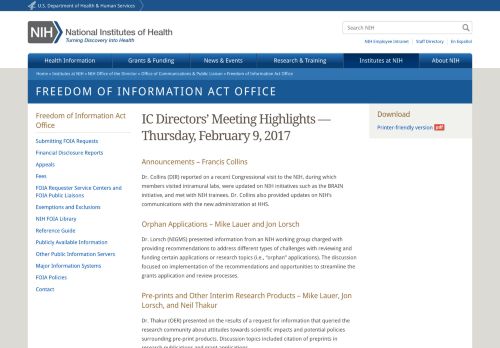 U.S. Department of Health & Human Services
Search NIH
NIH
National Institutes of Health
Turning Discovery Into Health
NIH Employee Intranet | Staff Directory | En Español
Health Information
Grants & Funding
News & Events
Research & Training
Institutes at NIH
About NIH
Home » Institutes at NIH » NIH Office of the Director » Office of Communications & Public Liaison » Freedom of Information Act Office
FREEDOM OF INFORMATION ACT OFFICE
Freedom of Information Act
Office
Submitting FOIA Requests
Financial Disclosure Reports
Appeals
Fees
FOIA Requester Service Centers and
FOIA Public Liaisons
Exemptions and Exclusions
NIH FOIA Library
Reference Guide
Publicly Available Information
Other Public Information Servers
Major Information Systems
FOIA Policies
Contact
IC Directors' Meeting Highlights —
Thursday, February 9, 2017
Announcements – Francis Collins
Dr. Collins (DIR) reported on a recent Congressional visit to the NIH, during which
members visited intramural labs, were updated on NIH initiatives such as the BRAIN
initiative, and met with NIH trainees. Dr. Collins also provided updates on NIH's
communications with the new administration at HHS.
Orphan Applications – Mike Lauer and Jon Lorsch
Dr. Lorsch (NIGMS) presented information from an NIH working group charged with
providing recommendations to address different types of challenges with reviewing and
funding certain applications or research topics (i.e., "orphan" applications). The discussion
focused on implementation of the recommendations and opportunities to streamline the
grants application and review processes.
Pre-prints and Other Interim Research Products – Mike Lauer, Jon
Lorsch, and Neil Thakur
Dr. Thakur (OER) presented on the results of a request for information that queried the
research community about attitudes towards scientific impacts and potential policies
surrounding pre-print products. Discussion topics included citation of preprints in
research publications and grant applications.
Download
Printer-friendly version pdf